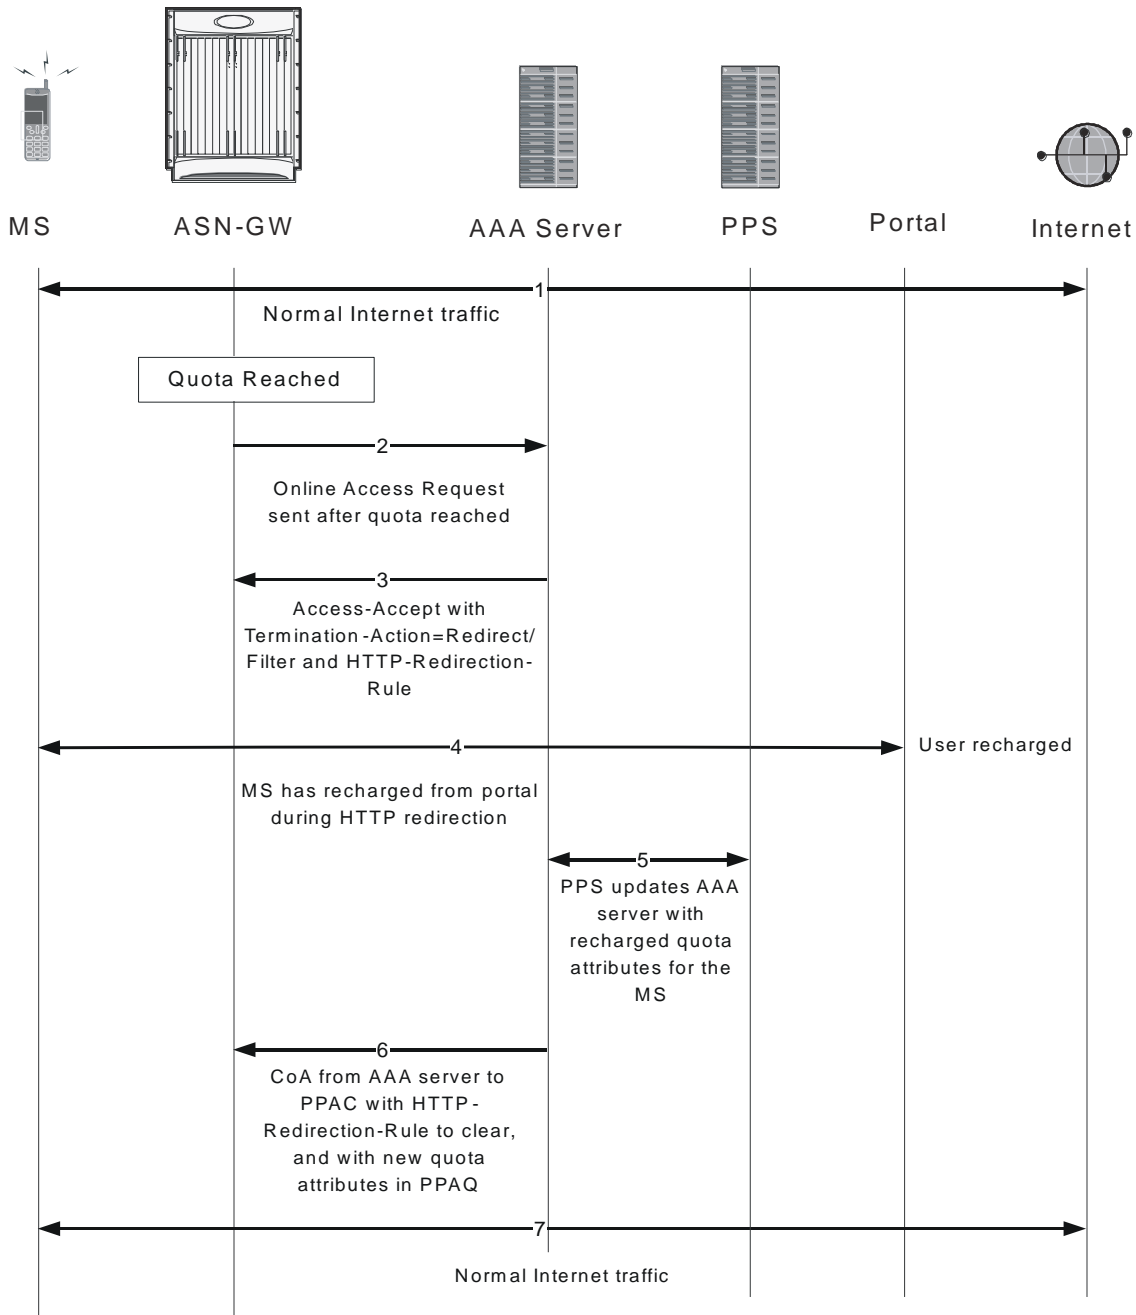 MS
ASN-GW
AAA Server
PPS
Portal
Internet
1
Normal Internet traffic
Quota Reached
2
Online Access Request
sent after quota reached
3
Access-Accept with
Termination-Action=Redirect/
Filter and HTTP-Redirection-
Rule
4
User recharged
MS has recharged from portal
during HTTP redirection
5
PPS updates AAA
server with
recharged quota
attributes for the
MS
6
CoA from AAA server to
PPAC with HTTP-
Redirection-Rule to clear,
and with new quota
attributes in PPAQ
7
Normal Internet traffic